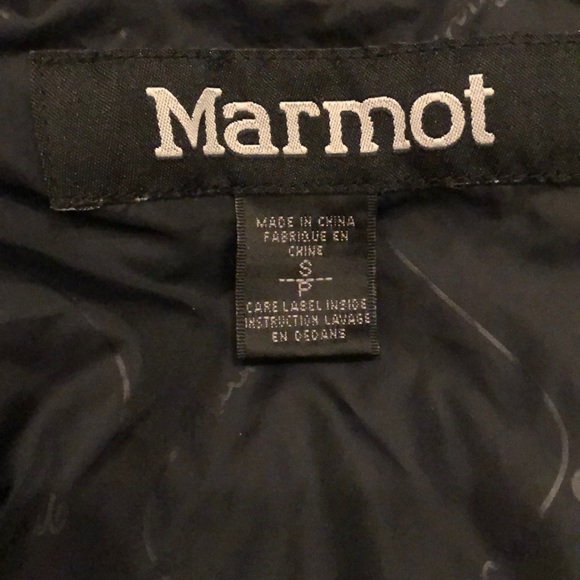 Marmot
MADE IN CHINA
FABRIQUE EN
CHINE
S
P
CARE LABEL INSIDE
INSTRUCTION LAVAGE
EN DEDANS